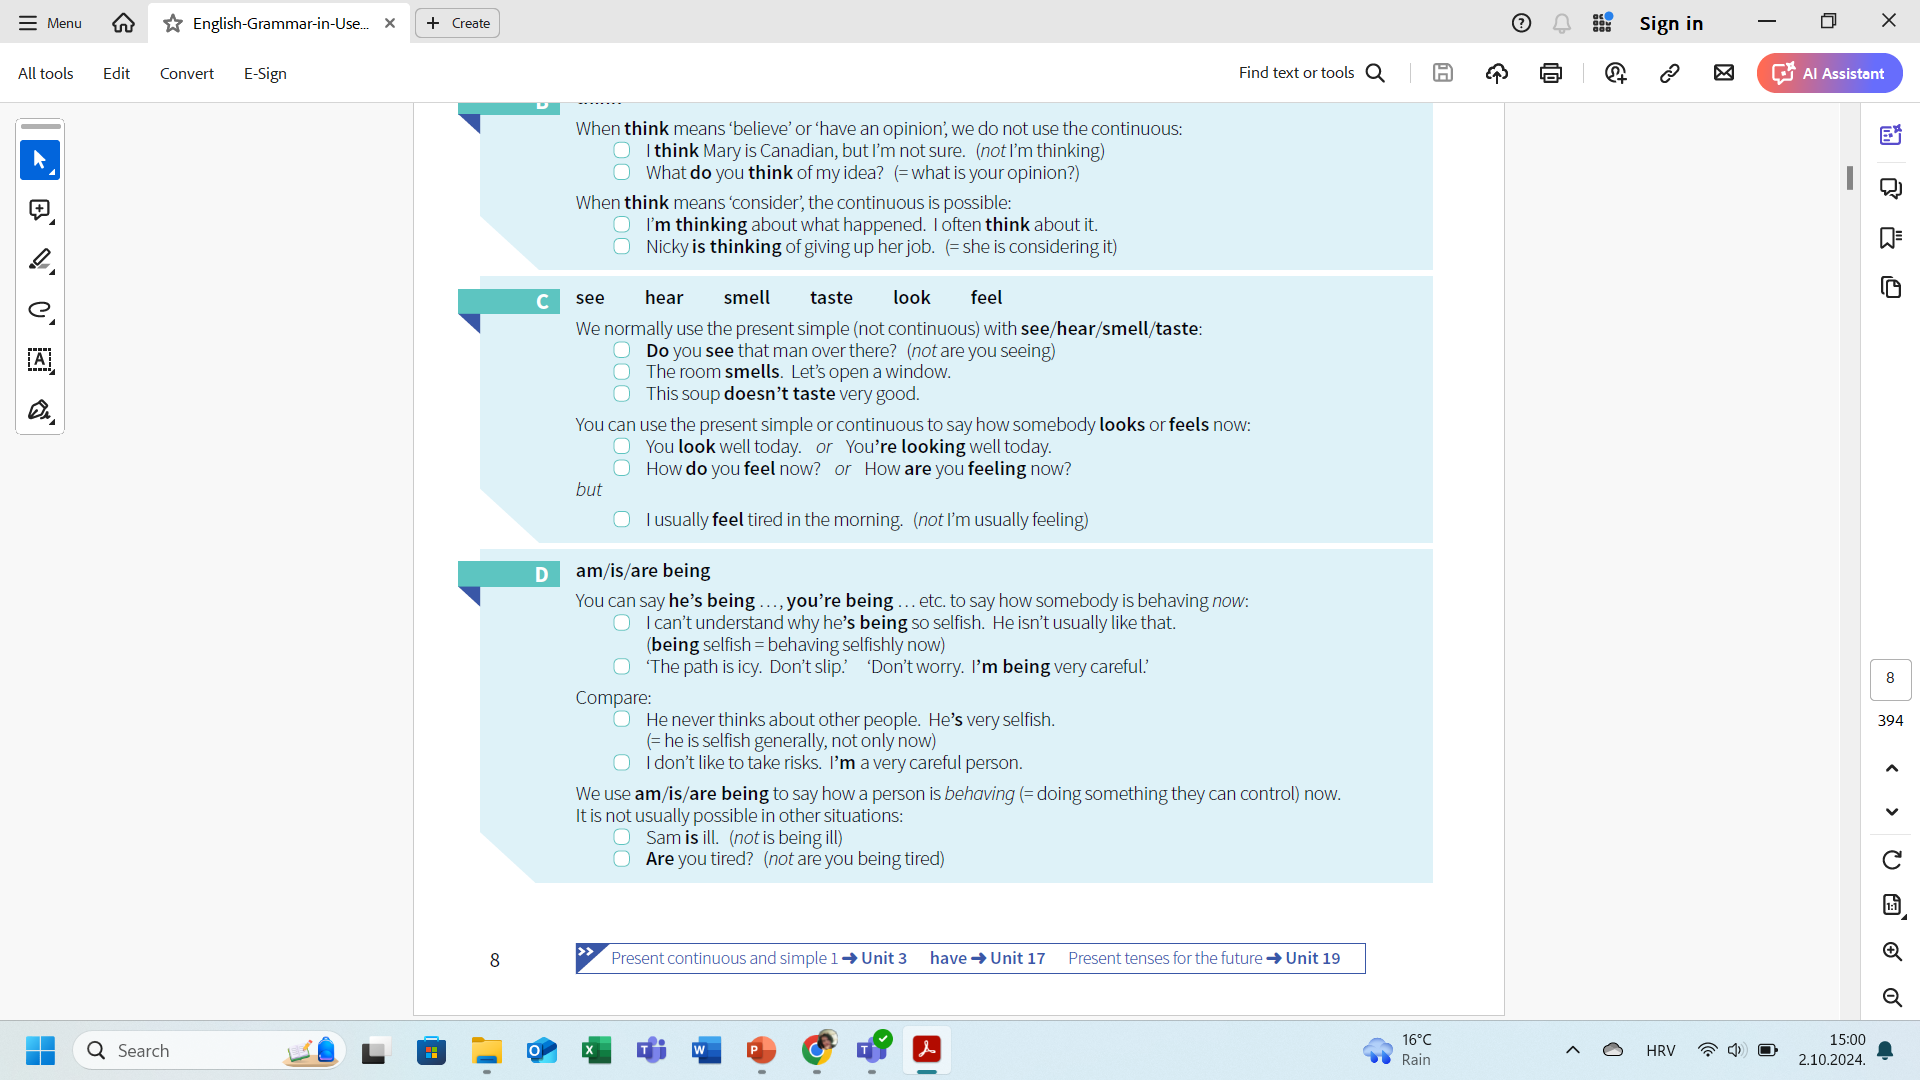 Menu
English-Grammar-in-Use...
Create
Sign in
All tools
Edit
Convert
E-Sign
Find text or tools
AI Assistant
B
When think means ‘believe’ or ‘have an opinion’, we do not use the continuous:
I think Mary is Canadian, but I’m not sure. (not I’m thinking)
What do you think of my idea? (= what is your opinion?)
When think means ‘consider’, the continuous is possible:
I’m thinking about what happened. I often think about it.
Nicky is thinking of giving up her job. (= she is considering it)
C see hear smell taste look feel
We normally use the present simple (not continuous) with see/hear/smell/taste:
Do you see that man over there? (not are you seeing)
The room smells. Let’s open a window.
This soup doesn’t taste very good.
You can use the present simple or continuous to say how somebody looks or feels now:
You look well today. or You’re looking well today.
How do you feel now? or How are you feeling now?
but
I usually feel tired in the morning. (not I’m usually feeling)
D am/is/are being
You can say he’s being …, you’re being … etc. to say how somebody is behaving now:
I can’t understand why he’s being so selfish. He isn’t usually like that.
(being selfish = behaving selfishly now)
‘The path is icy. Don’t slip.’ ‘Don’t worry. I’m being very careful.’
Compare:
He never thinks about other people. He’s very selfish.
(= he is selfish generally, not only now)
I don’t like to take risks. I’m a very careful person.
We use am/is/are being to say how a person is behaving (= doing something they can control) now.
It is not usually possible in other situations:
Sam is ill. (not is being ill)
Are you tired? (not are you being tired)
8
Present continuous and simple 1 ➜ Unit 3 have ➜ Unit 17 Present tenses for the future ➜ Unit 19
8
394
Search
16°C
Rain
HRV
15:00
2.10.2024.